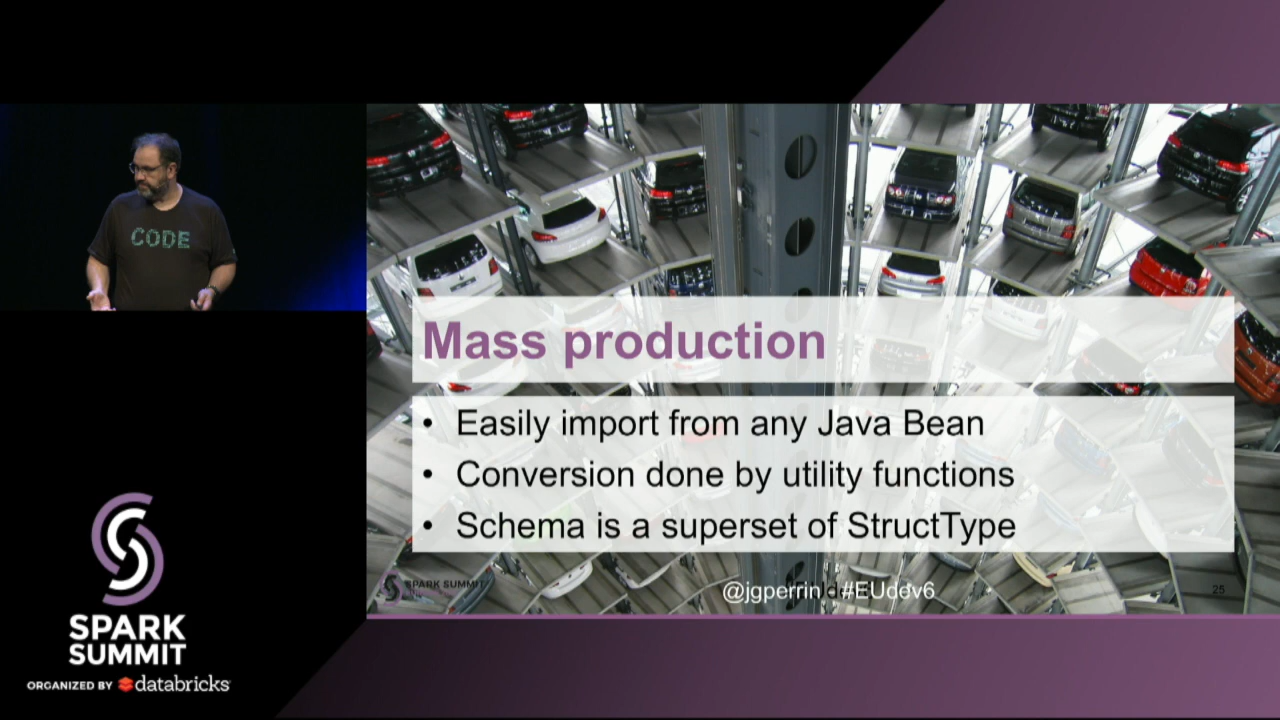 CODE
Mass production
• Easily import from any Java Bean
• Conversion done by utility functions
• Schema is a superset of StructType
SPARK SUMMIT
@jgperrin #EUdev6
25
SPARK
SUMMIT
ORGANIZED BY databricks